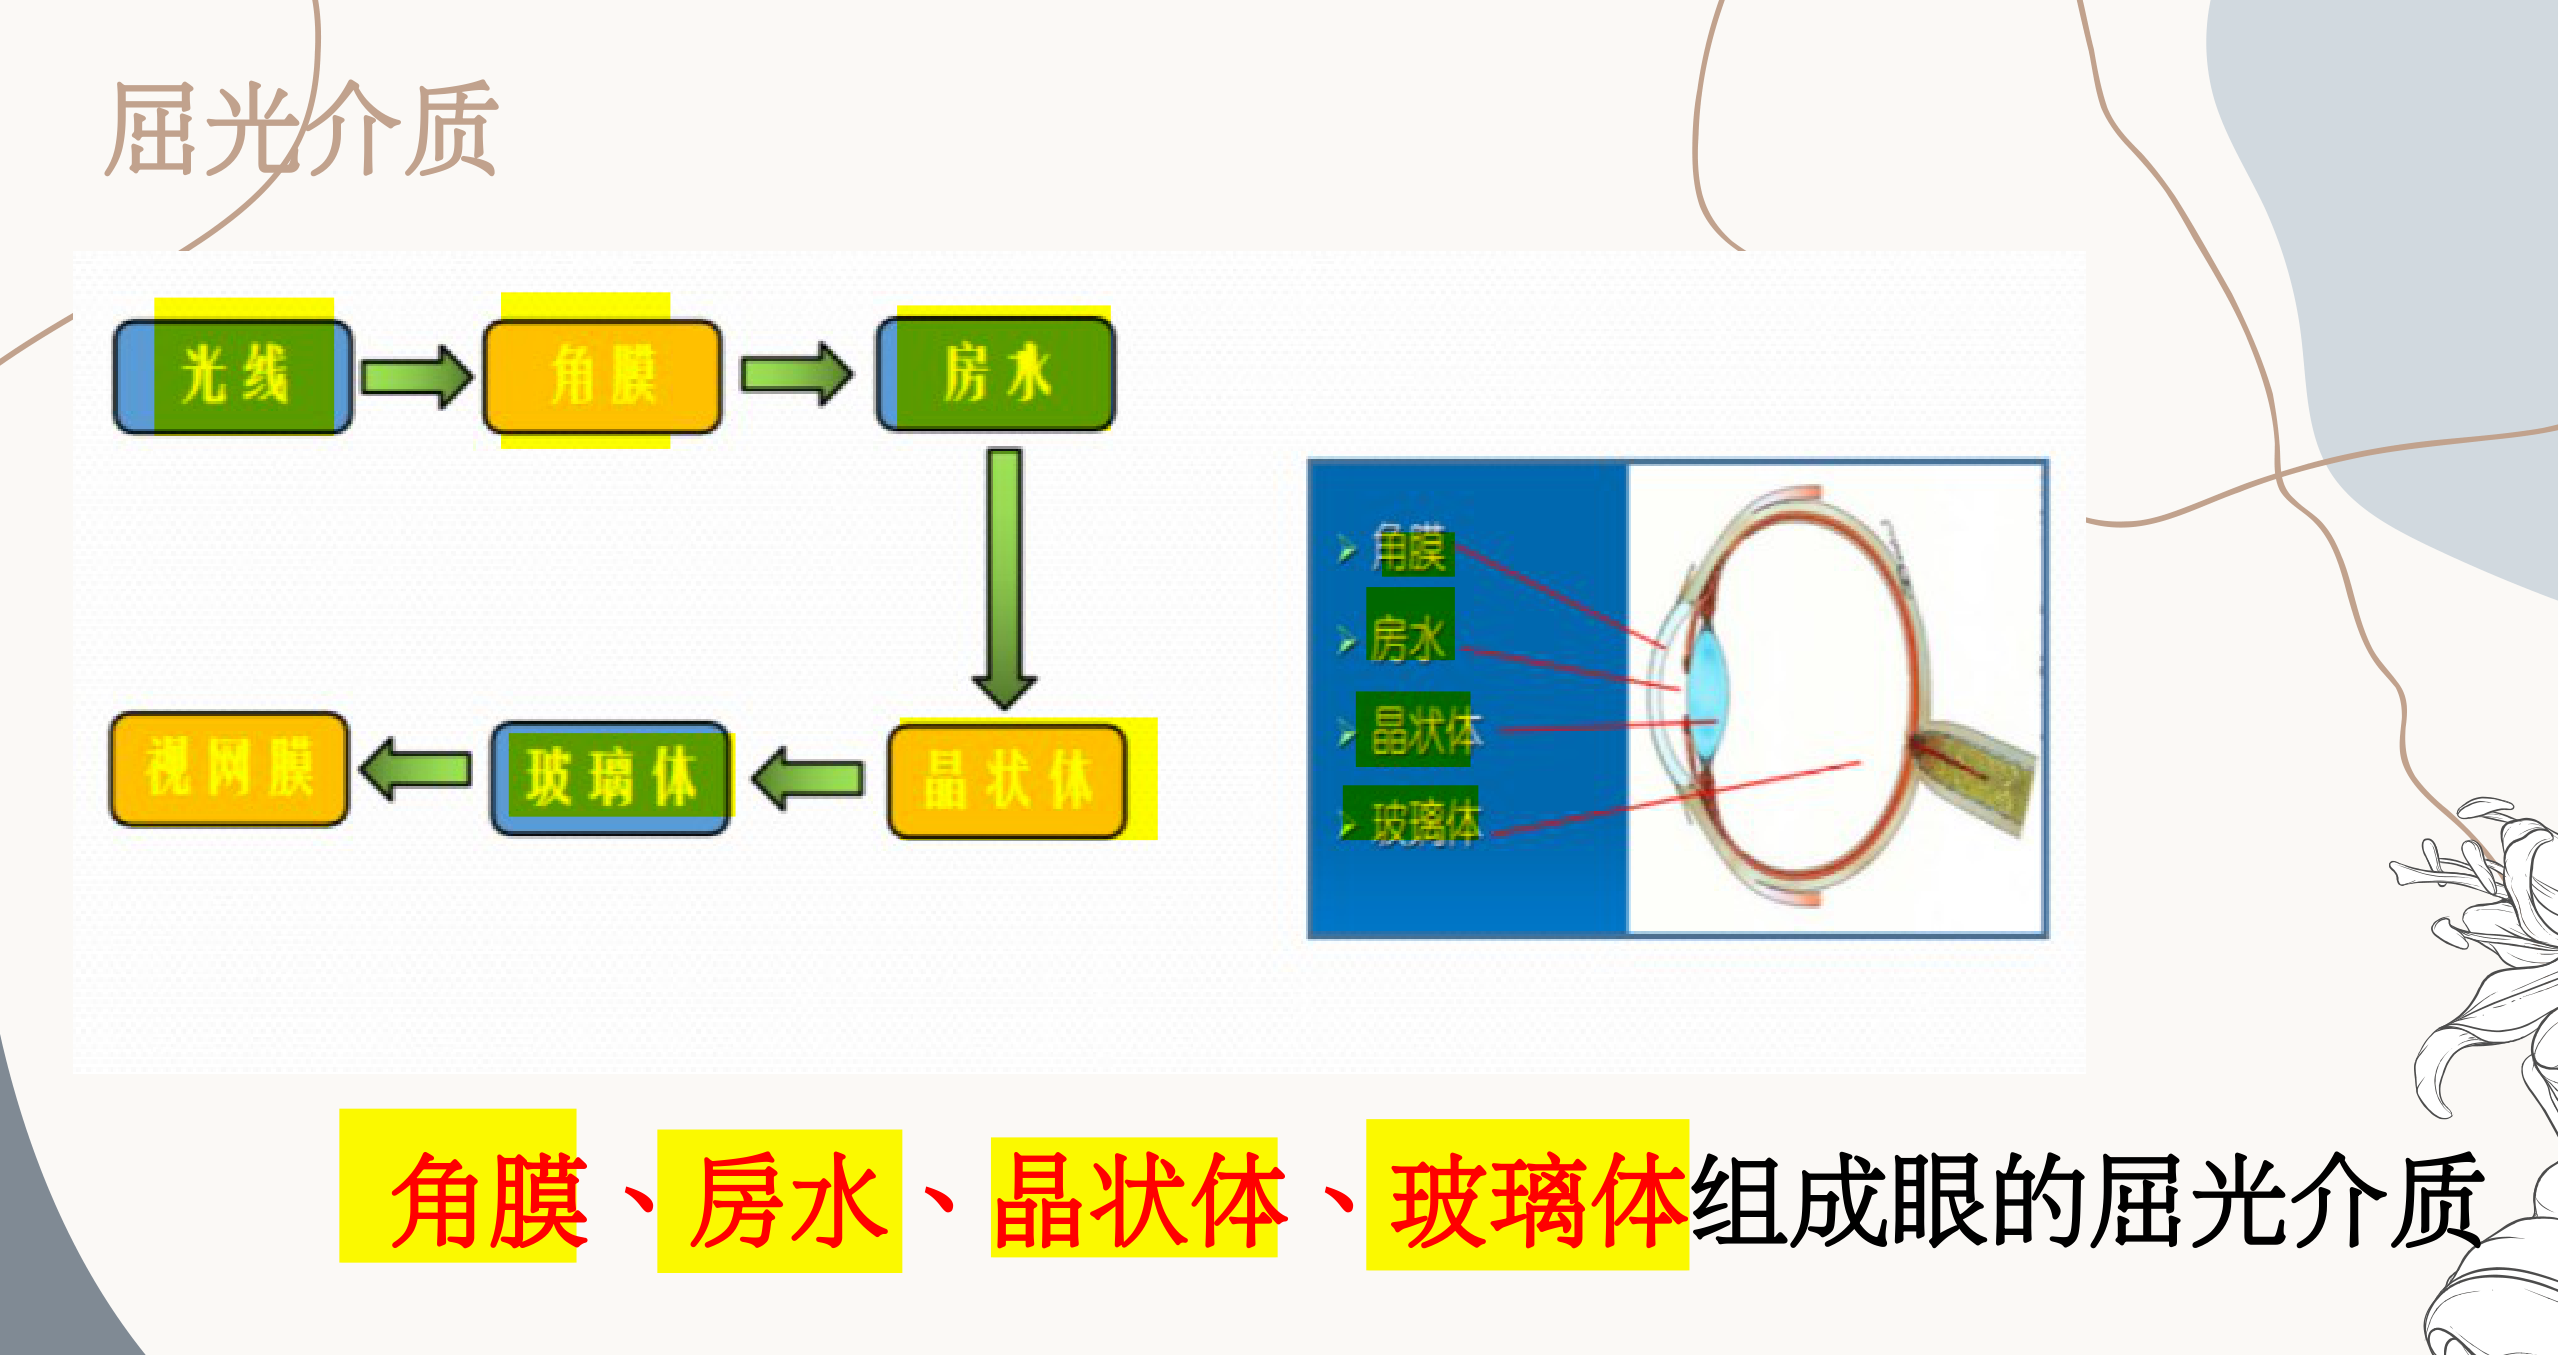 屈光介质
光线 角膜 房水
视网膜 玻璃体 晶状体
角膜
房水
晶状体
玻璃体
角膜、房水、晶状体、玻璃体组成眼的屈光介质